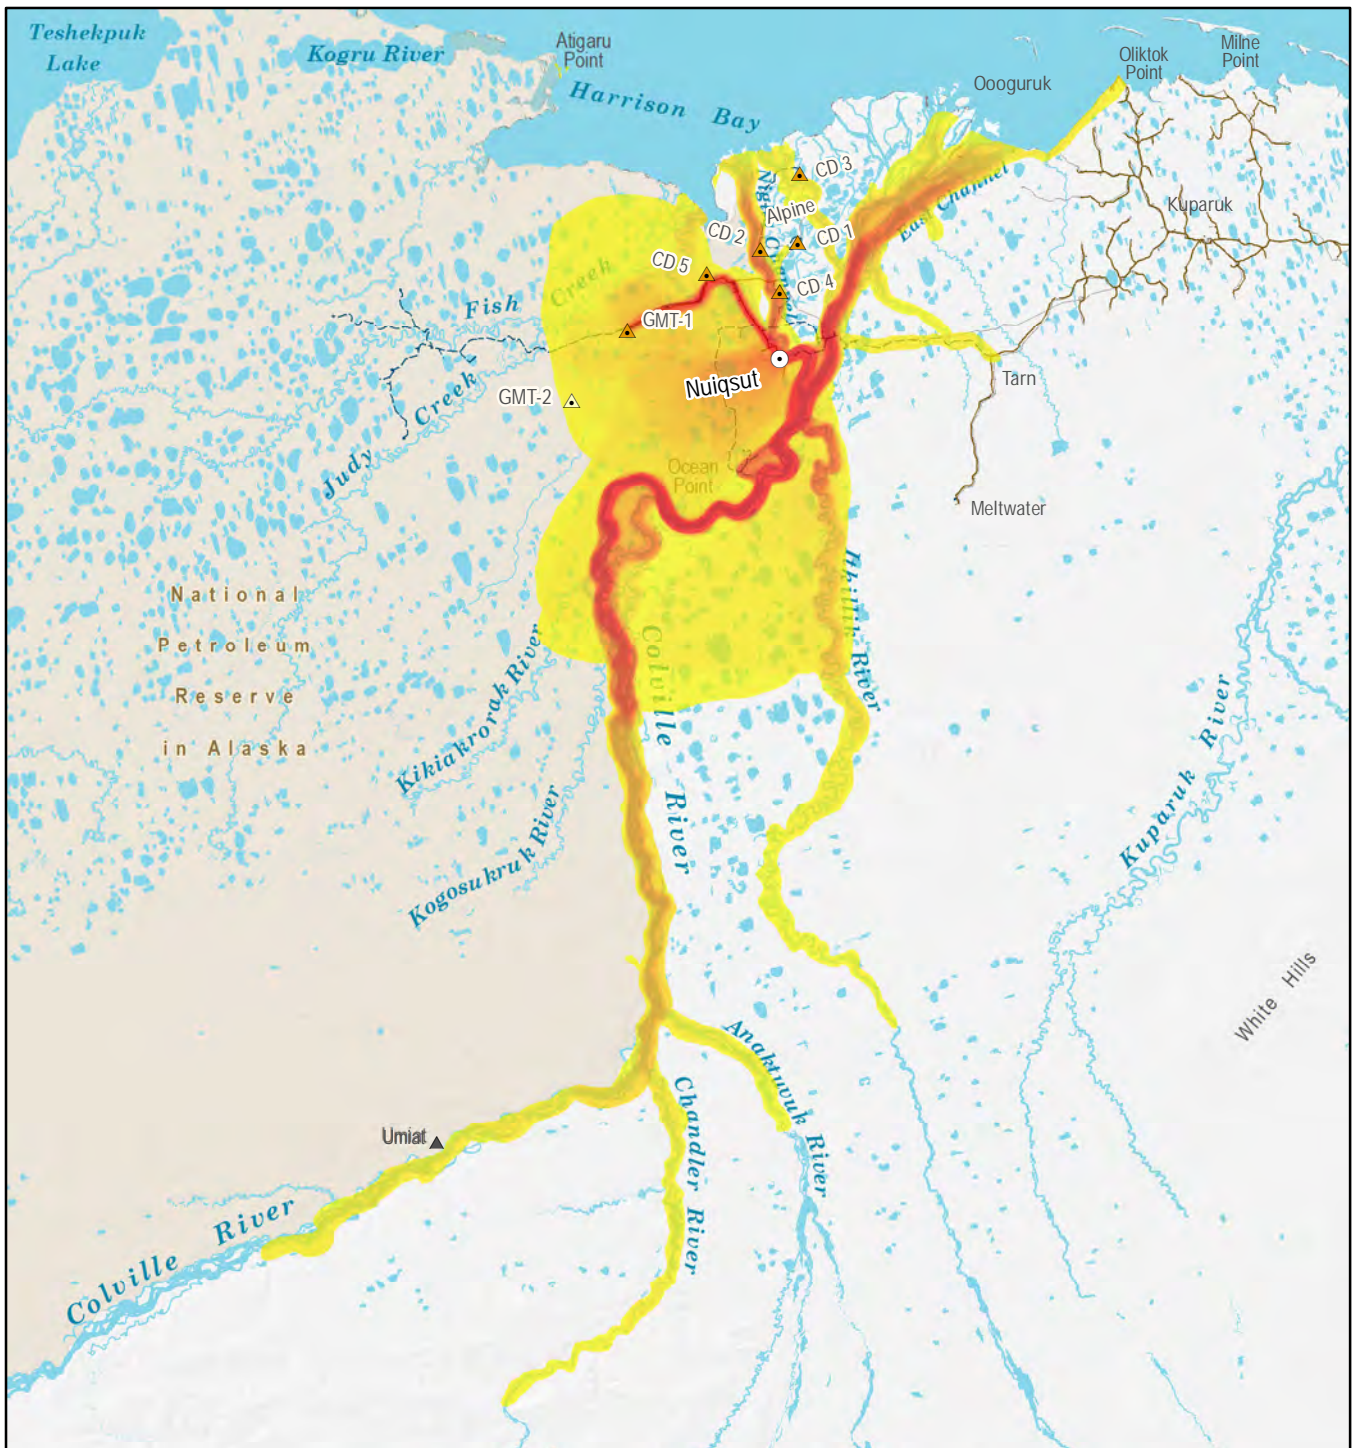 Teshekpuk
Lake
Kogru River
Atigaru
Point
Harrison Bay
Oooguruk
Oliktok
Point
Milne
Point
CD 3
Alpine
CD 2
CD 1
East Channel
Kuparuk
CD 5
CD 4
Channel
Fish Creek
GMT-1
Nuiqsut
GMT-2
Judy Creek
Tarn
Ocean
Point
Meltwater
National
Petroleum
Reserve
in Alaska
Itkillik River
Colville River
Kikiakrorak River
Kogosukruk River
Kuparuk River
White Hills
Anaktuvuk River
Chandler River
Umiat
Colville River